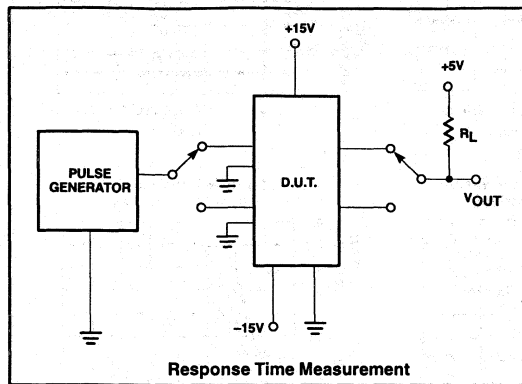 +15V
+5V
RL
PULSE
GENERATOR
D.U.T.
VOUT
−15V
Response Time Measurement